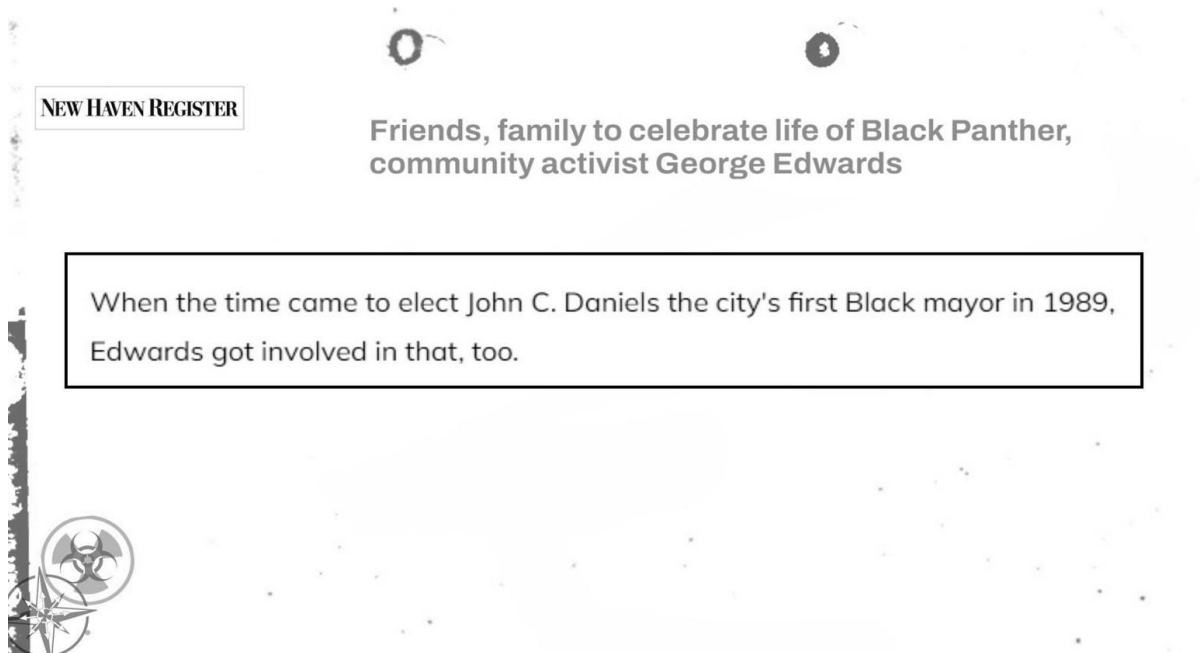 NEW HAVEN REGISTER
Friends, family to celebrate life of Black Panther,
community activist George Edwards
When the time came to elect John C. Daniels the city's first Black mayor in 1989,
Edwards got involved in that, too.